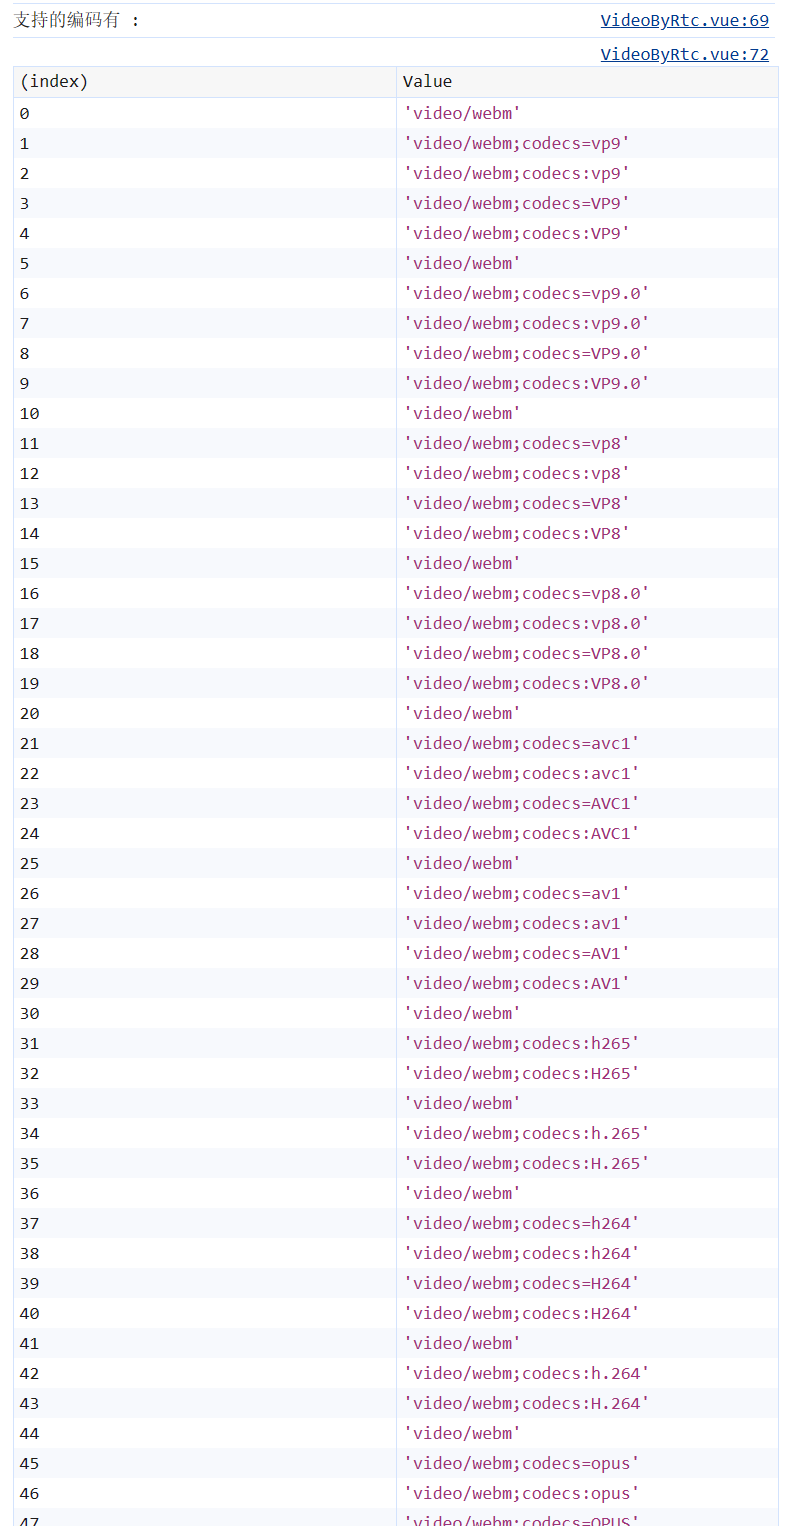 支持的编码有 : VideoByRtc.vue:69
VideoByRtc.vue:72
(index) Value
0 'video/webm'
1 'video/webm;codecs=vp9'
2 'video/webm;codecs:vp9'
3 'video/webm;codecs=VP9'
4 'video/webm;codecs:VP9'
5 'video/webm'
6 'video/webm;codecs=vp9.0'
7 'video/webm;codecs:vp9.0'
8 'video/webm;codecs=VP9.0'
9 'video/webm;codecs:VP9.0'
10 'video/webm'
11 'video/webm;codecs=vp8'
12 'video/webm;codecs:vp8'
13 'video/webm;codecs=VP8'
14 'video/webm;codecs:VP8'
15 'video/webm'
16 'video/webm;codecs=vp8.0'
17 'video/webm;codecs:vp8.0'
18 'video/webm;codecs=VP8.0'
19 'video/webm;codecs:VP8.0'
20 'video/webm'
21 'video/webm;codecs=avc1'
22 'video/webm;codecs:avc1'
23 'video/webm;codecs=AVC1'
24 'video/webm;codecs:AVC1'
25 'video/webm'
26 'video/webm;codecs=av1'
27 'video/webm;codecs:av1'
28 'video/webm;codecs=AV1'
29 'video/webm;codecs:AV1'
30 'video/webm'
31 'video/webm;codecs:h265'
32 'video/webm;codecs:H265'
33 'video/webm'
34 'video/webm;codecs:h.265'
35 'video/webm;codecs:H.265'
36 'video/webm'
37 'video/webm;codecs=h264'
38 'video/webm;codecs:h264'
39 'video/webm;codecs=H264'
40 'video/webm;codecs:H264'
41 'video/webm'
42 'video/webm;codecs:h.264'
43 'video/webm;codecs:H.264'
44 'video/webm'
45 'video/webm;codecs=opus'
46 'video/webm;codecs:opus'
47 'video/webm;codecs=OPUS'